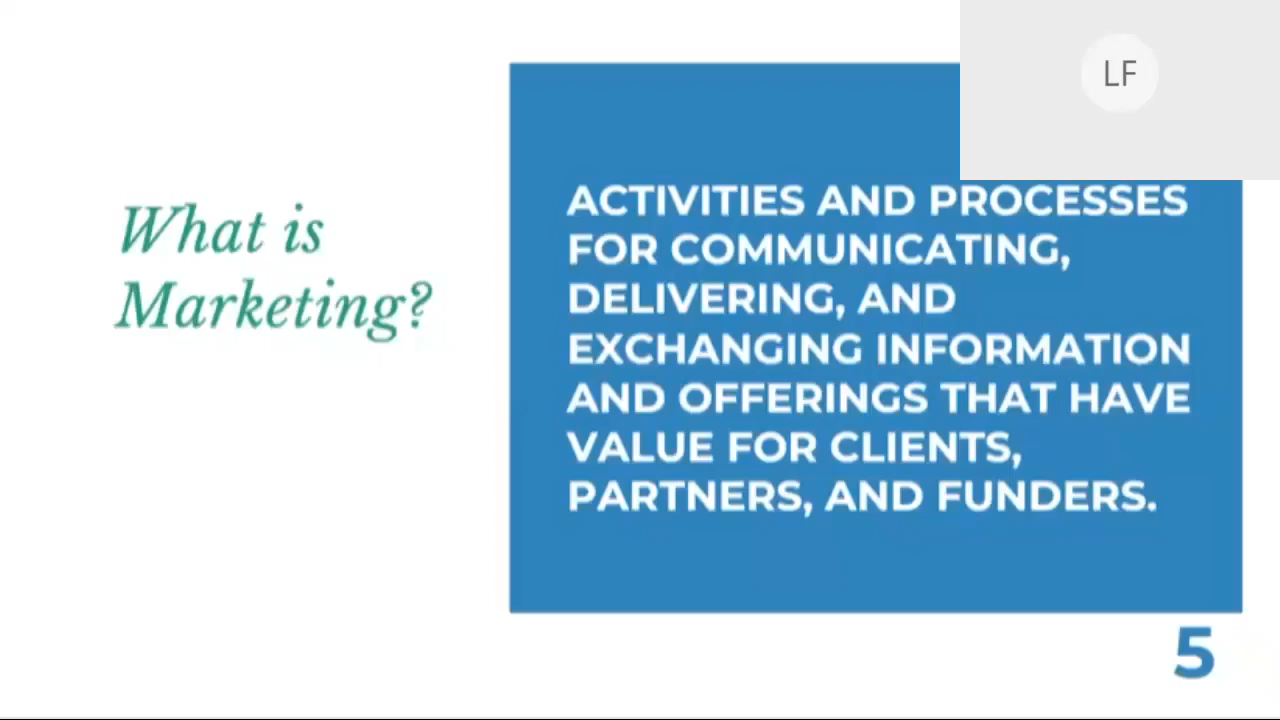 What is
Marketing?
LF
ACTIVITIES AND PROCESSES
FOR COMMUNICATING,
DELIVERING, AND
EXCHANGING INFORMATION
AND OFFERINGS THAT HAVE
VALUE FOR CLIENTS,
PARTNERS, AND FUNDERS.
5